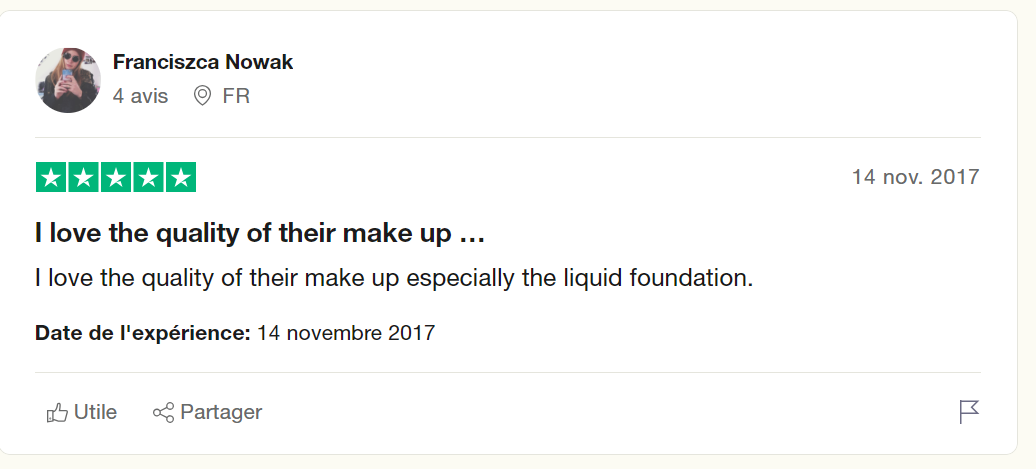 Franciszca Nowak
4 avis FR
14 nov. 2017
I love the quality of their make up …
I love the quality of their make up especially the liquid foundation.
Date de l'expérience: 14 novembre 2017
Utile Partager